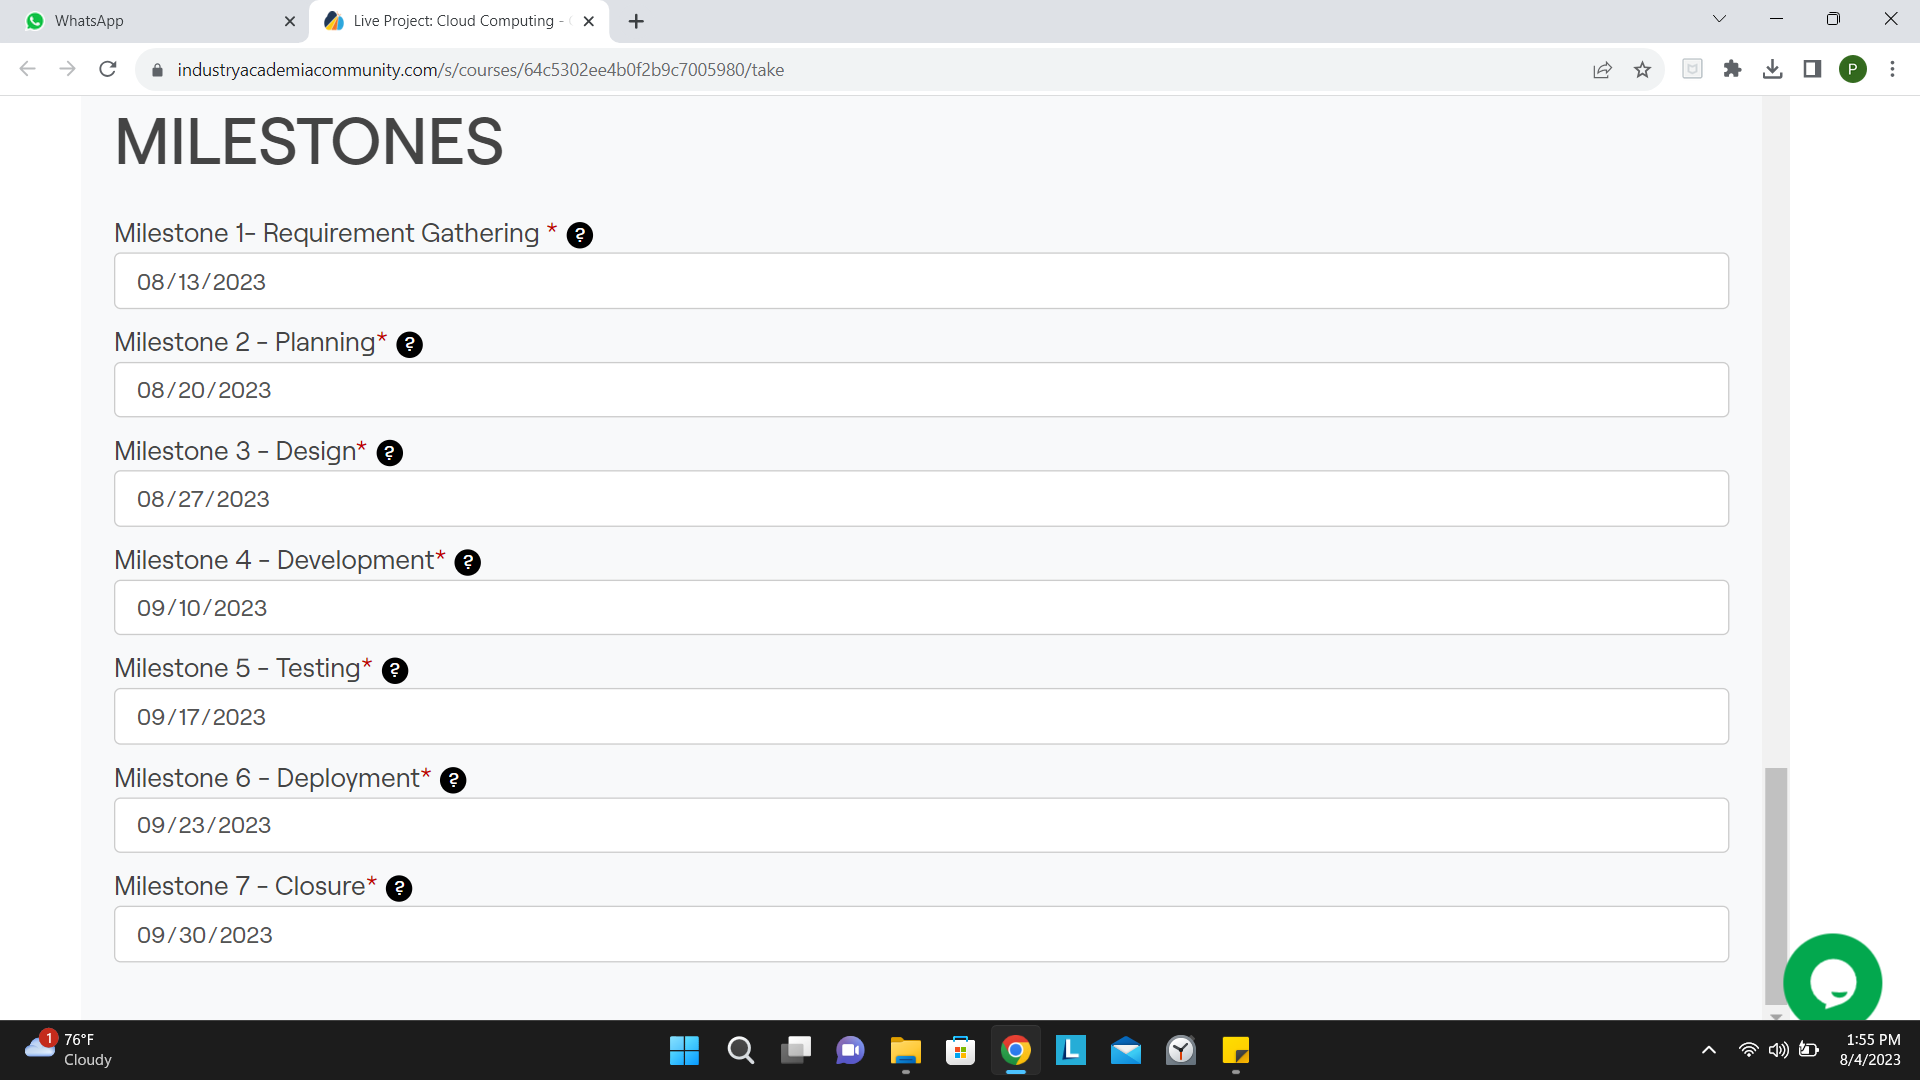 WhatsApp
Live Project: Cloud Computing -
industryacademiacommunity.com/s/courses/64c5302ee4b0f2b9c7005980/take
P
MILESTONES
Milestone 1- Requirement Gathering * ?
08/13/2023
Milestone 2 - Planning* ?
08/20/2023
Milestone 3 - Design* ?
08/27/2023
Milestone 4 - Development* ?
09/10/2023
Milestone 5 - Testing* ?
09/17/2023
Milestone 6 - Deployment* ?
09/23/2023
Milestone 7 - Closure* ?
09/30/2023
1
76°F
Cloudy
L
1:55 PM
8/4/2023